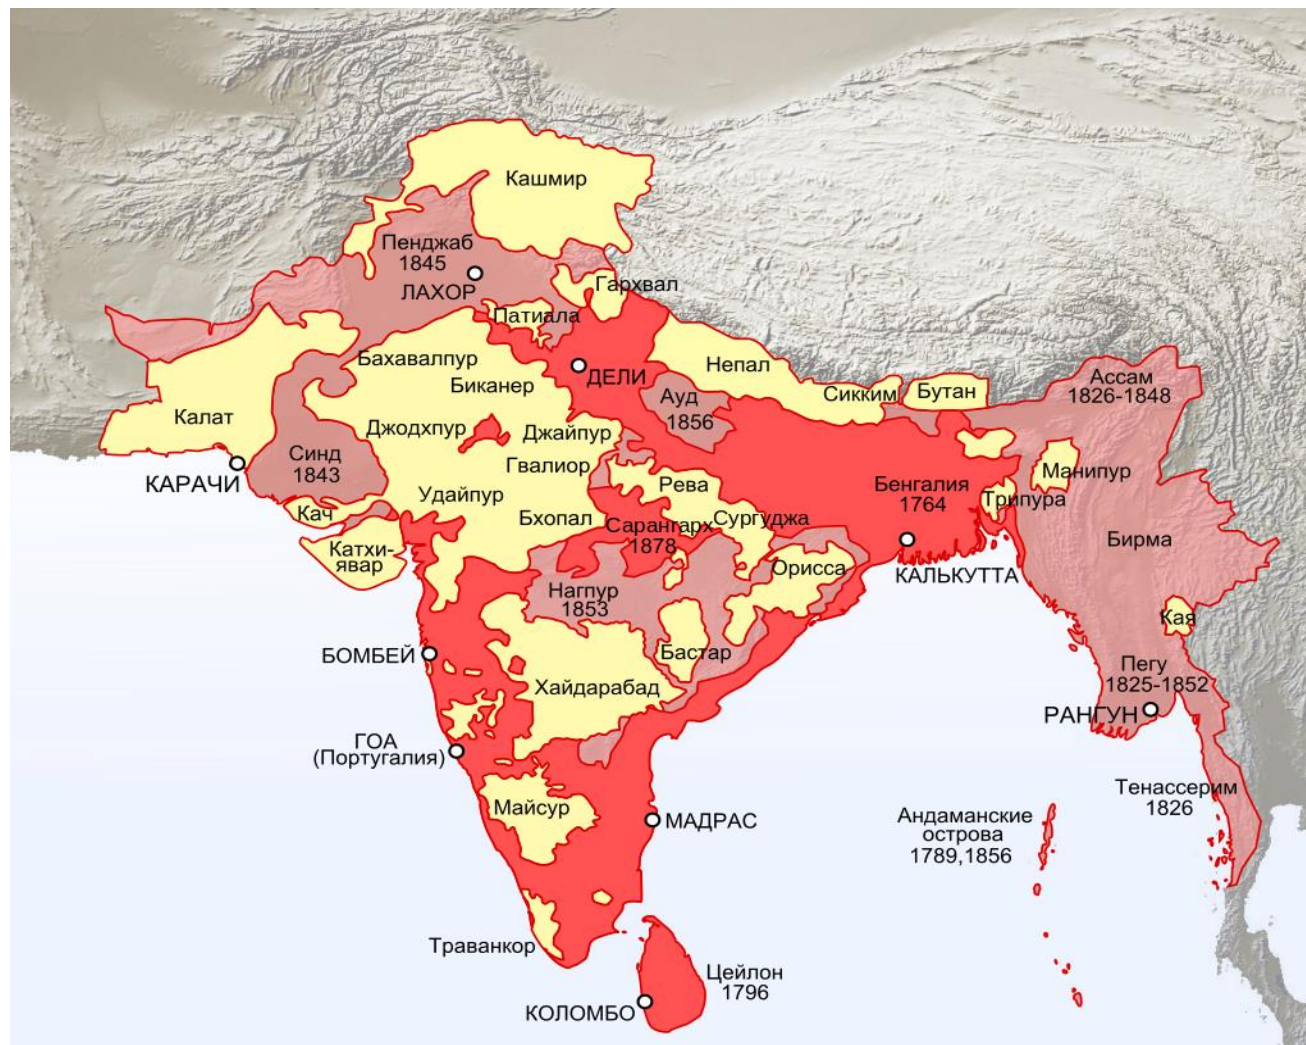 Кашмир
Пенджаб
1845
ЛАХОР
Гархвал
Патиала
Бахавалпур
Биканер
ДЕЛИ
Непал
Сикким
Бутан
Ассам
1826-1848
Ауд
1856
Калат
Джодхпур
Джайпур
Синд
1843
Гвалиор
КАРАЧИ
Рева
Бенгалия
1764
Манипур
Трипура
Удайпур
Кач
Бхопал
Сарангарх
1878
Сургуджа
Бирма
Катхи-
явар
Орисса
КАЛЬКУТТА
Нагпур
1853
Кая
БОМБЕЙ
Бастар
Хайдарабад
Пегу
1825-1852
РАНГУН
ГОА
(Португалия)
Майсур
МАДРАС
Тенассерим
1826
Андаманские
острова
1789,1856
Траванкор
Цейлон
1796
КОЛОМБО